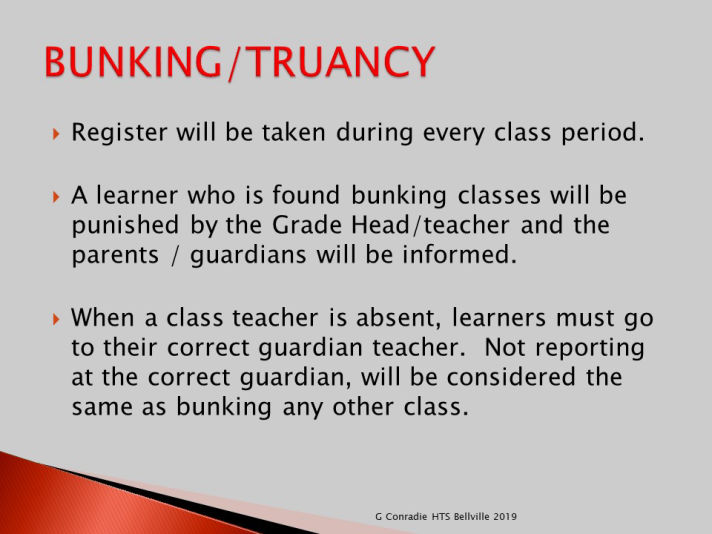 BUNKING/TRUANCY
Register will be taken during every class period.
A learner who is found bunking classes will be
punished by the Grade Head/teacher and the
parents / guardians will be informed.
When a class teacher is absent, learners must go
to their correct guardian teacher.  Not reporting
at the correct guardian, will be considered the
same as bunking any other class.
G Conradie HTS Bellville 2019